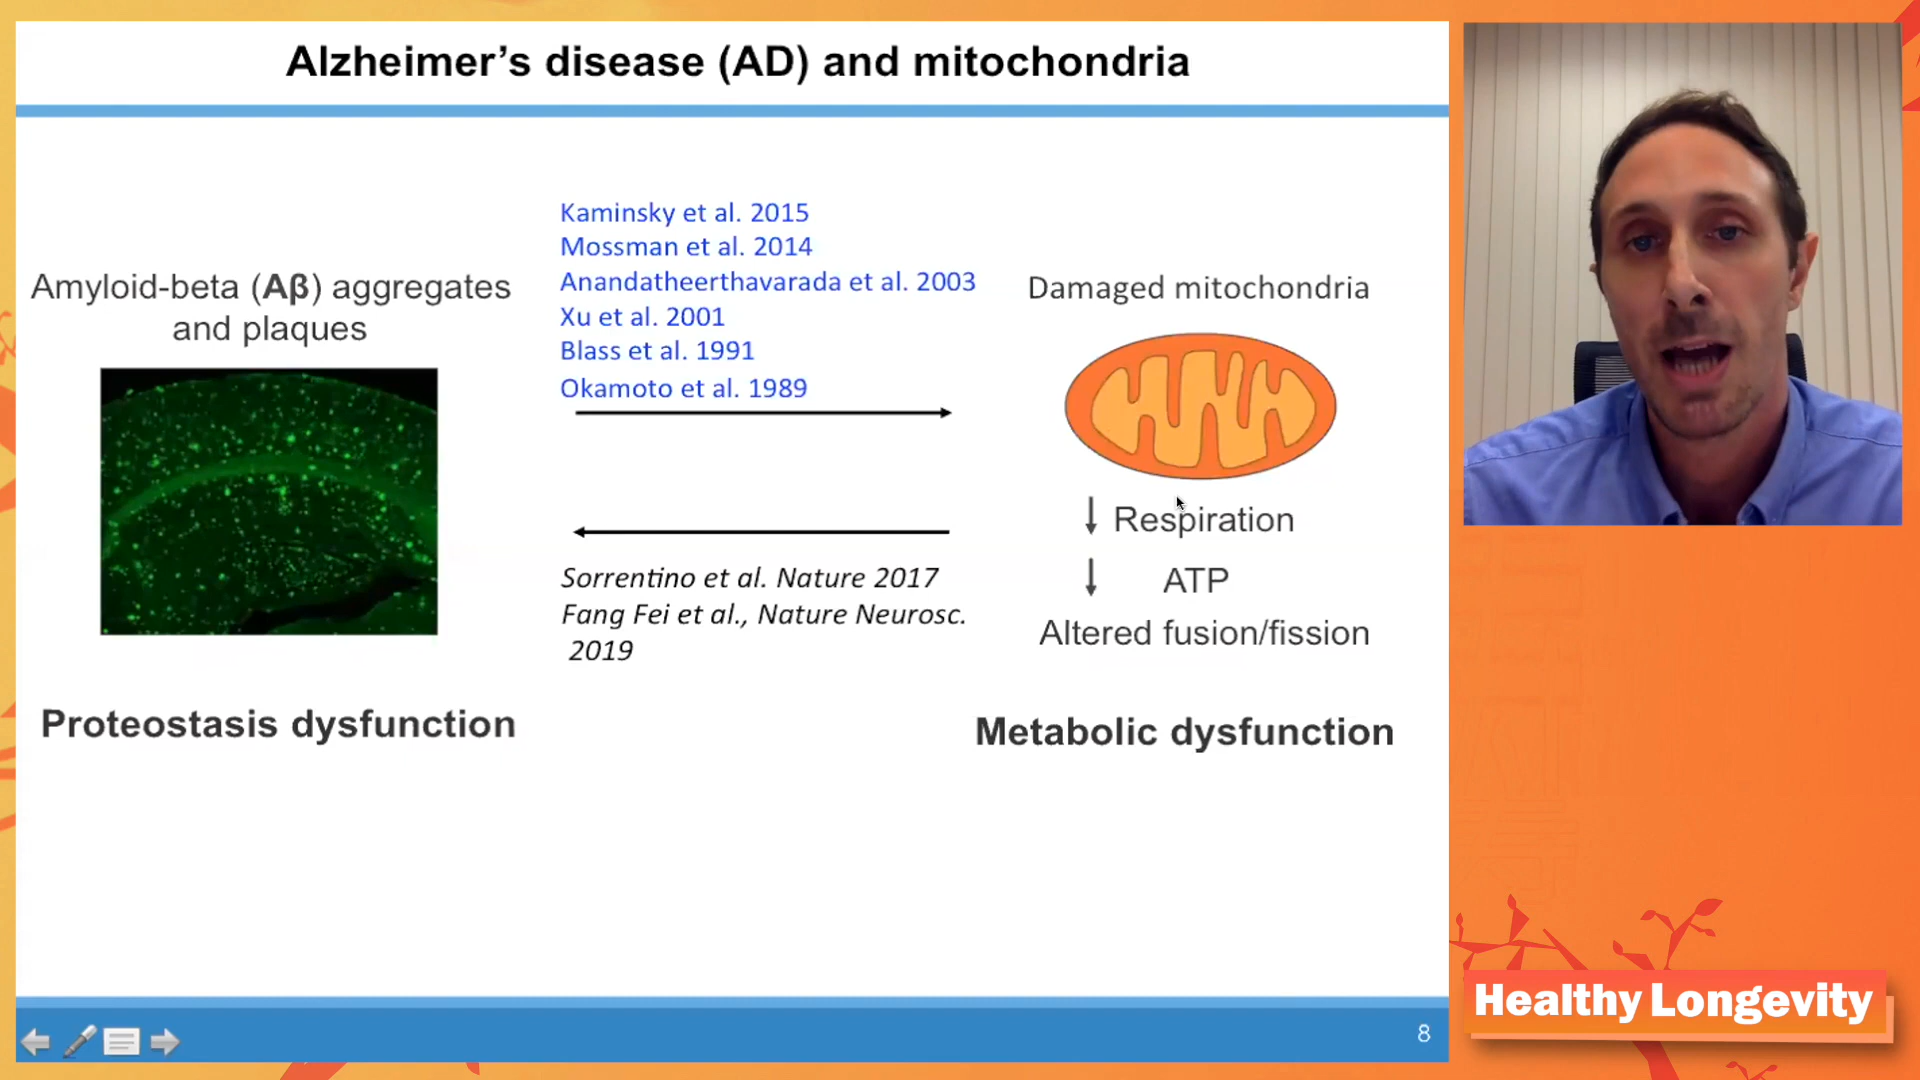 Alzheimer’s disease (AD) and mitochondria
Amyloid-beta (Aβ) aggregates
and plaques
Kaminsky et al. 2015
Mossman et al. 2014
Anandatheerthavarada et al. 2003
Xu et al. 2001
Blass et al. 1991
Okamoto et al. 1989
Sorrentino et al. Nature 2017
Fang Fei et al., Nature Neurosc.
2019
Damaged mitochondria
↓ Respiration
↓ ATP
Altered fusion/fission
Proteostasis dysfunction
Metabolic dysfunction
8
Healthy Longevity